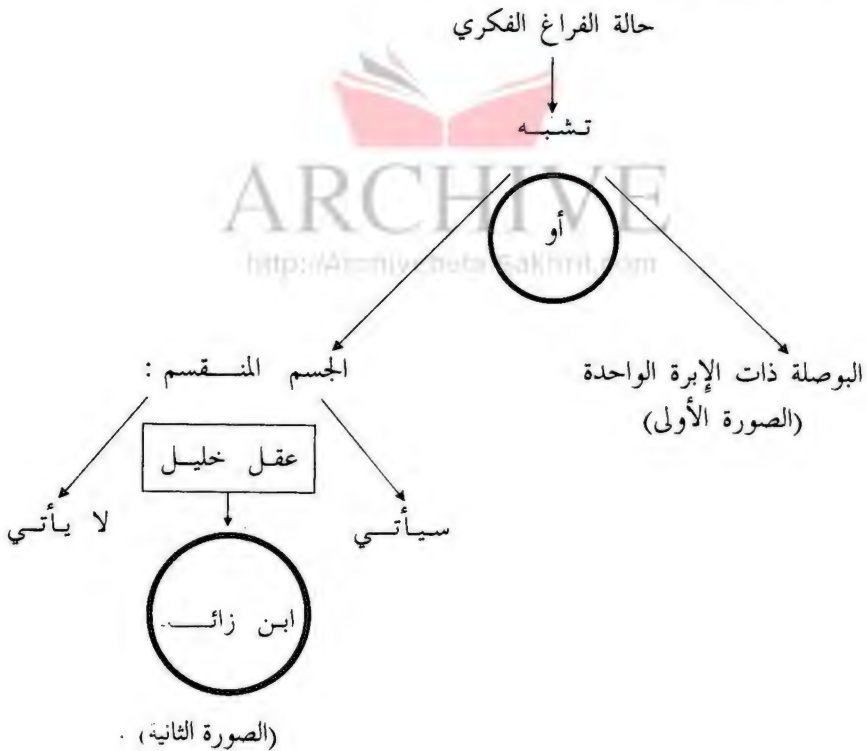 حالة الفراغ الفكري
تشبه
ARCHIVE
أو
البوصلة ذات الإبرة الواحدة
(الصورة الأولى)
الجسم المنقسم :
عقل خليل
سيأتي
لا يأتي
ابن
(الصورة الثانية)